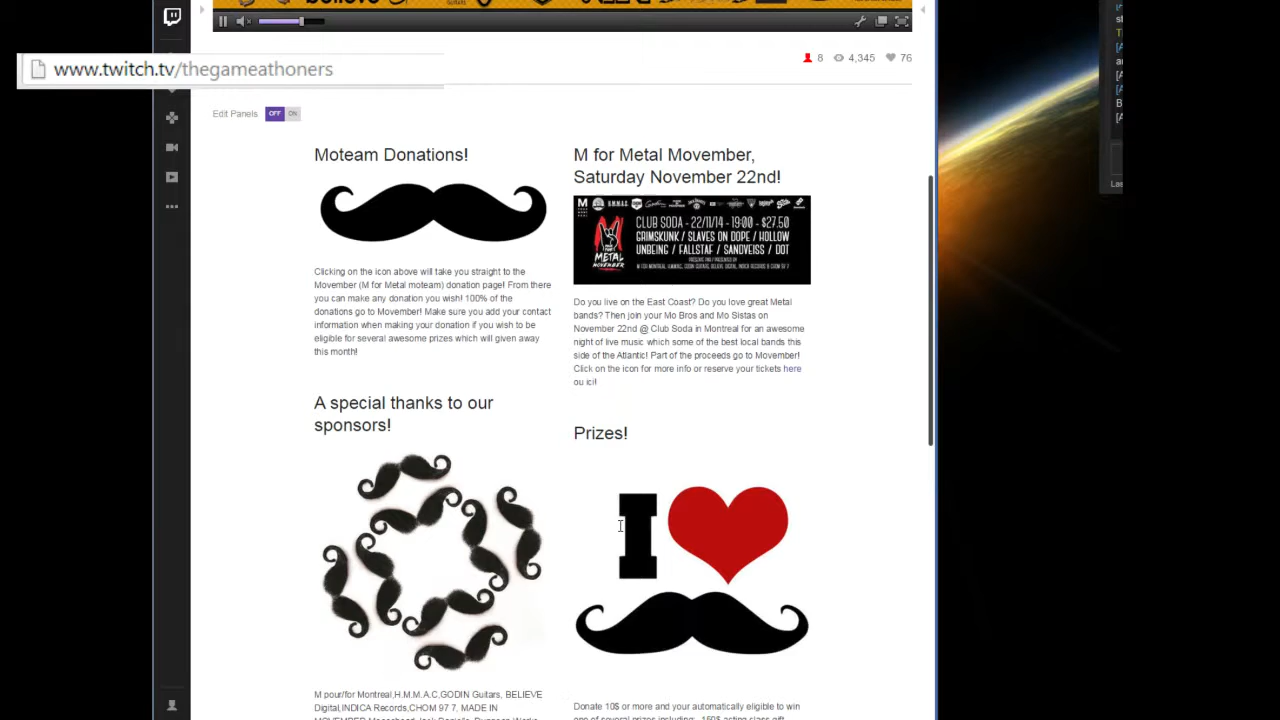 believe
www.twitch.tv/thegameathoners
8 4,345 76
Edit Panels OFF ON
Moteam Donations!
Clicking on the icon above will take you straight to the
Movember (M for Metal moteam) donation page! From there
you can make any donation you wish! 100% of the
donations go to Movember! Make sure you add your contact
information when making your donation if you wish to be
eligible for several awesome prizes which will given away
this month!
M for Metal Movember,
Saturday November 22nd!
CLUB SODA - 22/11/14 - 19:00 - $27.50
GRIMSKUNK / SLAVES ON DOPE / HOLLOW
UNBEING / FALLSTAF / SANDVEISS / DOT
METAL
MOVEMBER
Do you live on the East Coast? Do you love great Metal
bands? Then join your Mo Bros and Mo Sistas on
November 22nd @ Club Soda in Montreal for an awesome
night of live music which some of the best local bands this
side of the Atlantic! Part of the proceeds go to Movember!
Click on the icon for more info or reserve your tickets here
ou ici!
A special thanks to our
sponsors!
M pour/for Montreal,H.M.M.A.C,GODIN Guitars, BELIEVE
Digital,INDICA Records,CHOM 97 7, MADE IN
Prizes!
I
Donate 10$ or more and your automatically eligible to win